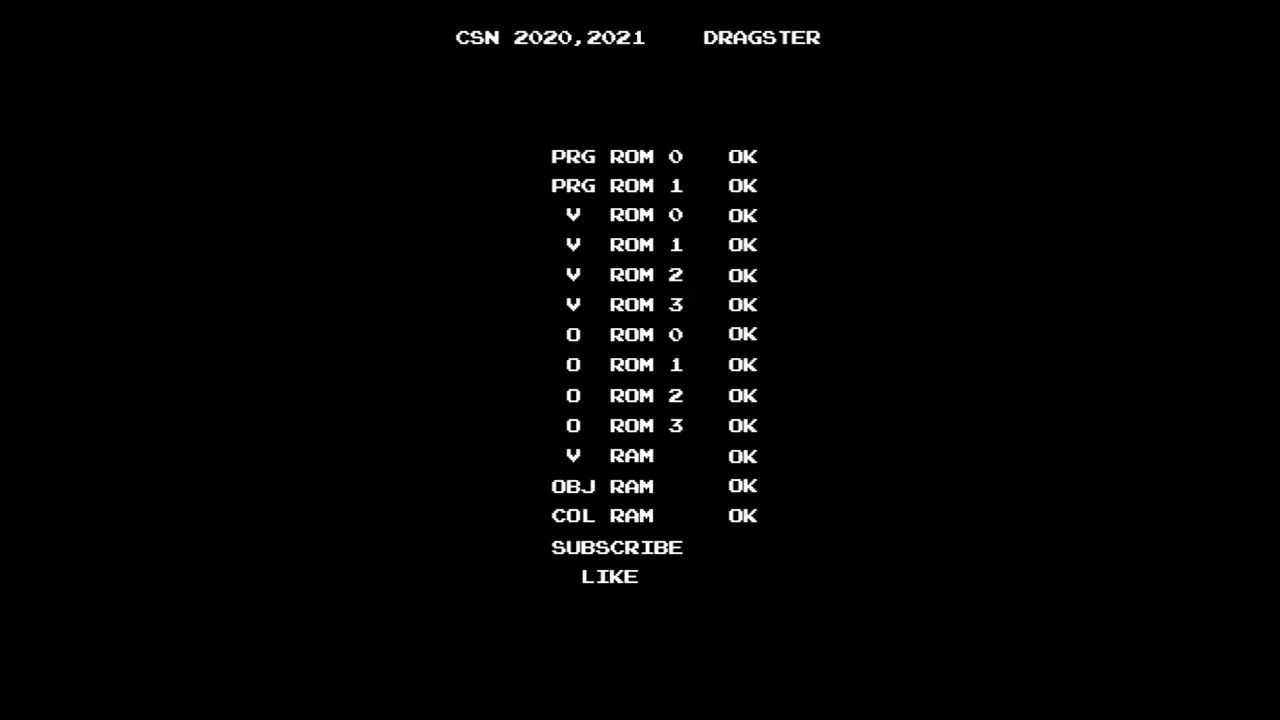 CSN 2020,2021 DRAGSTER
PRG ROM 0 OK
PRG ROM 1 OK
V ROM 0 OK
V ROM 1 OK
V ROM 2 OK
V ROM 3 OK
O ROM 0 OK
O ROM 1 OK
O ROM 2 OK
O ROM 3 OK
V RAM OK
OBJ RAM OK
COL RAM OK
SUBSCRIBE
LIKE